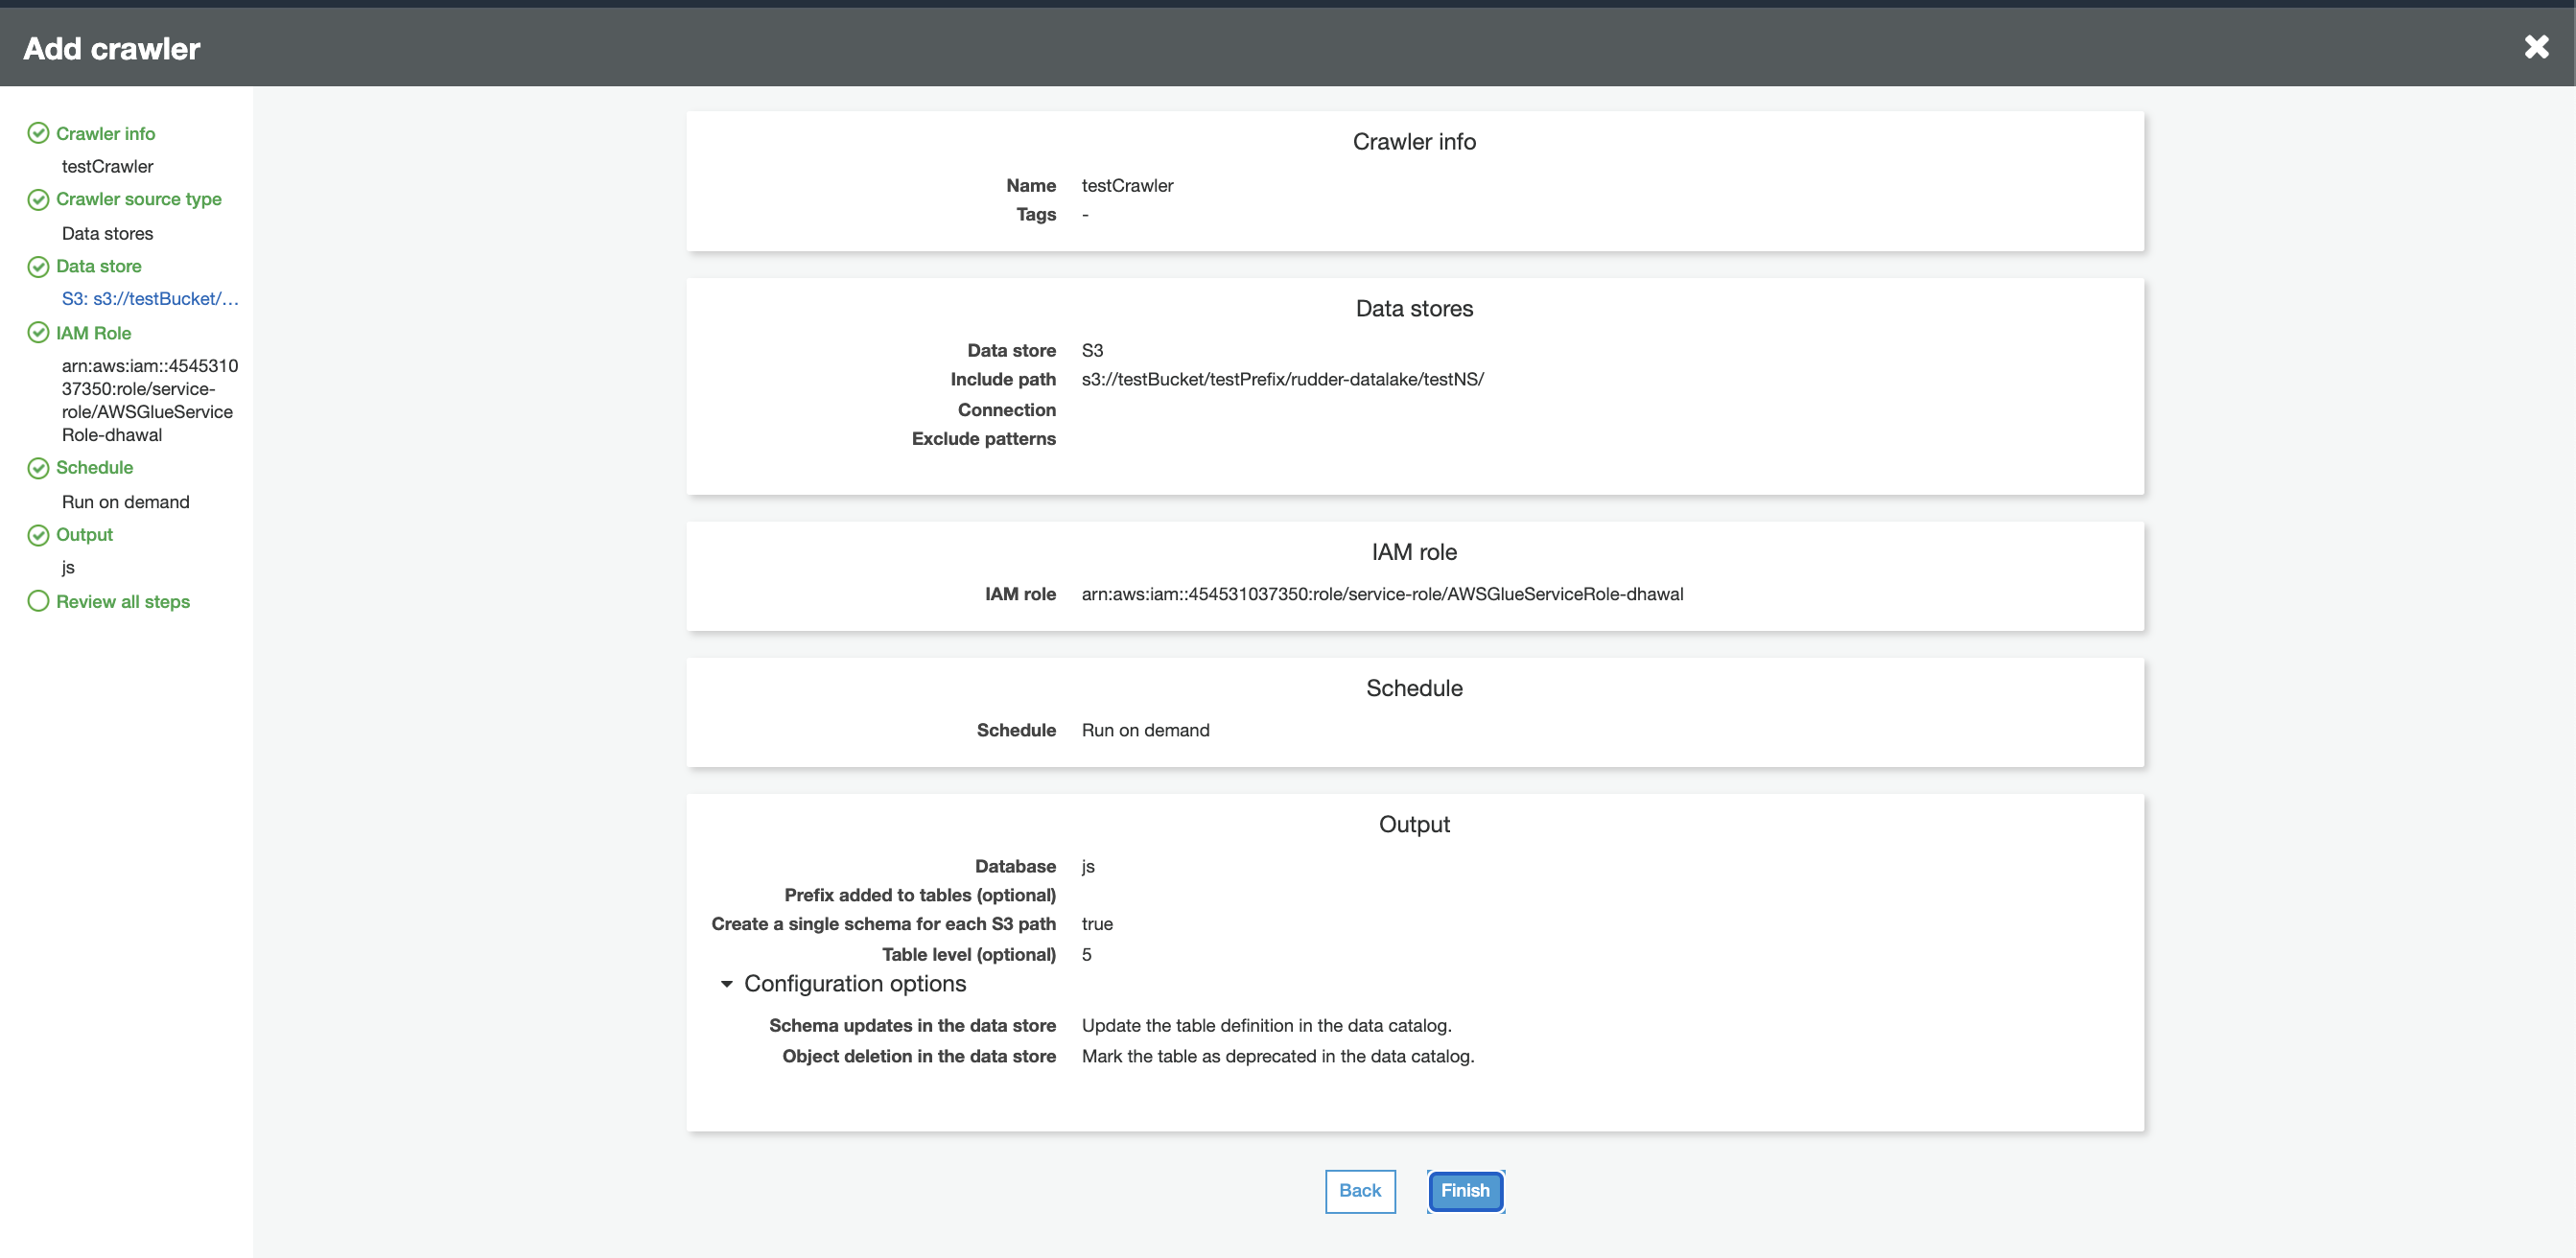 Add crawler
Crawler info
testCrawler
Crawler source type
Data stores
Data store
S3: s3://testBucket/...
IAM Role
arn:aws:iam::4545310
37350:role/service-
role/AWSGlueService
Role-dhawal
Schedule
Run on demand
Output
js
Review all steps
Crawler info
Name testCrawler
Tags -
Data stores
Data store S3
Include path s3://testBucket/testPrefix/rudder-datalake/testNS/
Connection
Exclude patterns
IAM role
IAM role arn:aws:iam::454531037350:role/service-role/AWSGlueServiceRole-dhawal
Schedule
Schedule Run on demand
Output
Database js
Prefix added to tables (optional)
Create a single schema for each S3 path true
Table level (optional) 5
Configuration options
Schema updates in the data store Update the table definition in the data catalog.
Object deletion in the data store Mark the table as deprecated in the data catalog.
Back Finish